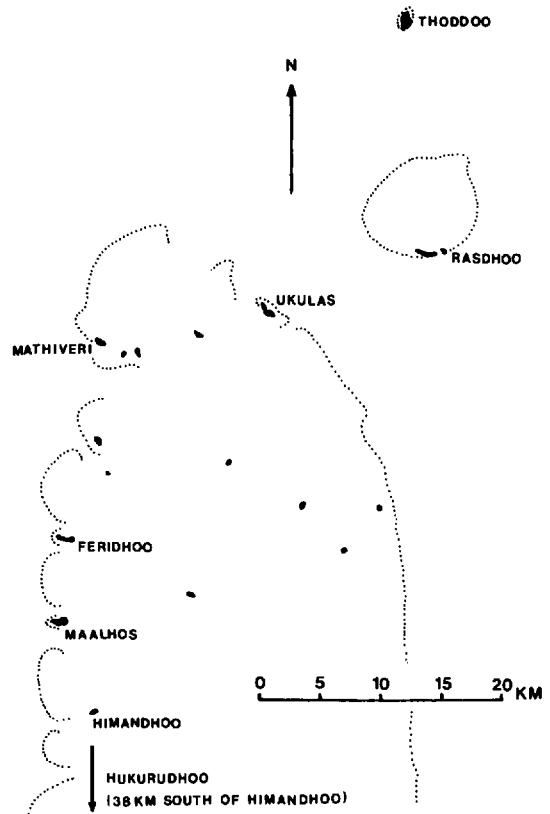 THODDOO
N
RASDHOO
UKULAS
MATHIVERI
FERIDHOO
MAALHOS
0 5 10 15 20 KM
HIMANDHOO
HUKURUDHOO
(38 KM SOUTH OF HIMANDHOO)